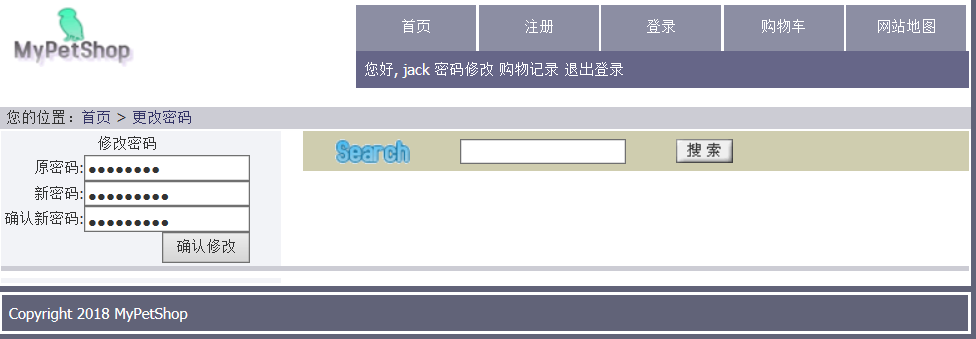 MyPetShop
首页 注册 登录 购物车 网站地图
您好, jack 密码修改 购物记录 退出登录
您的位置：首页 > 更改密码
修改密码
原密码:●●●●●●●●
新密码:●●●●●●●●●
确认新密码:●●●●●●●●●
确认修改
Search 搜 索
Copyright 2018 MyPetShop